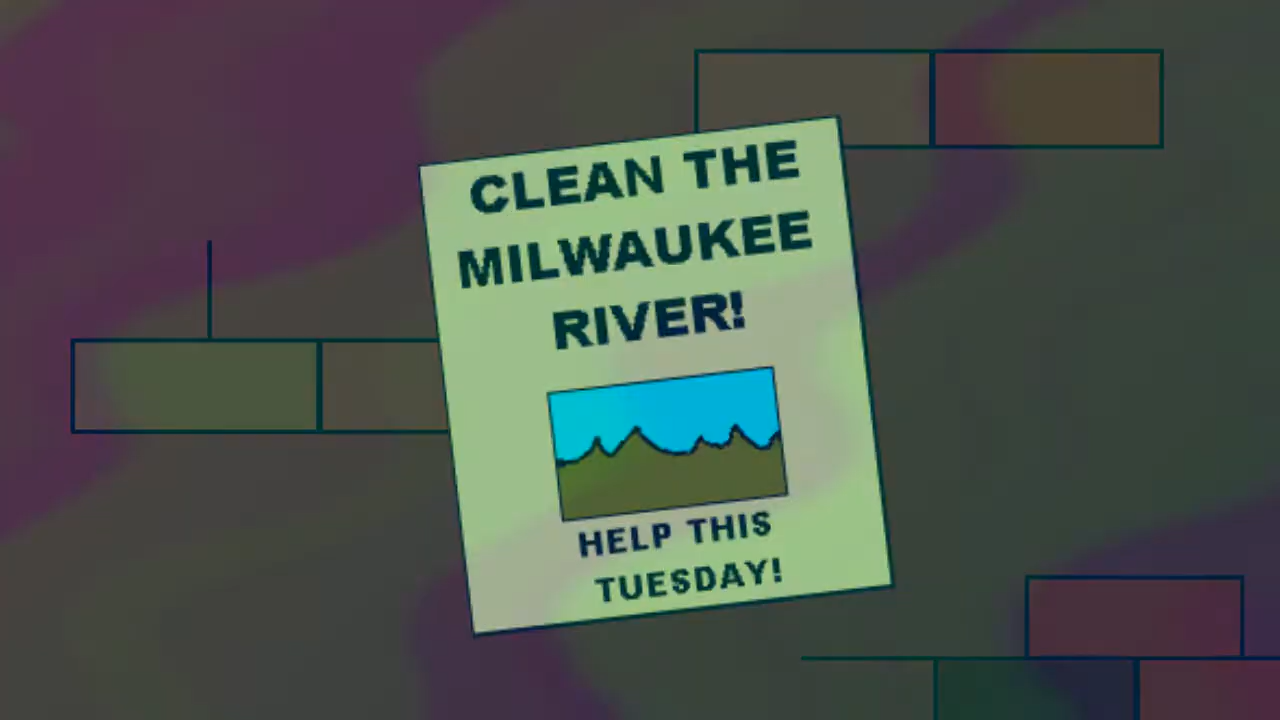 CLEAN THE
MILWAUKEE
RIVER!
HELP THIS
TUESDAY!